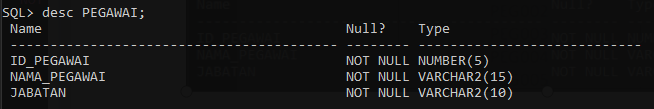 SQL> desc PEGAWAI;
Name Null? Type
----------------------------------------- -------- ----------------------------
ID_PEGAWAI NOT NULL NUMBER(5)
NAMA_PEGAWAI NOT NULL VARCHAR2(15)
JABATAN NOT NULL VARCHAR2(10)